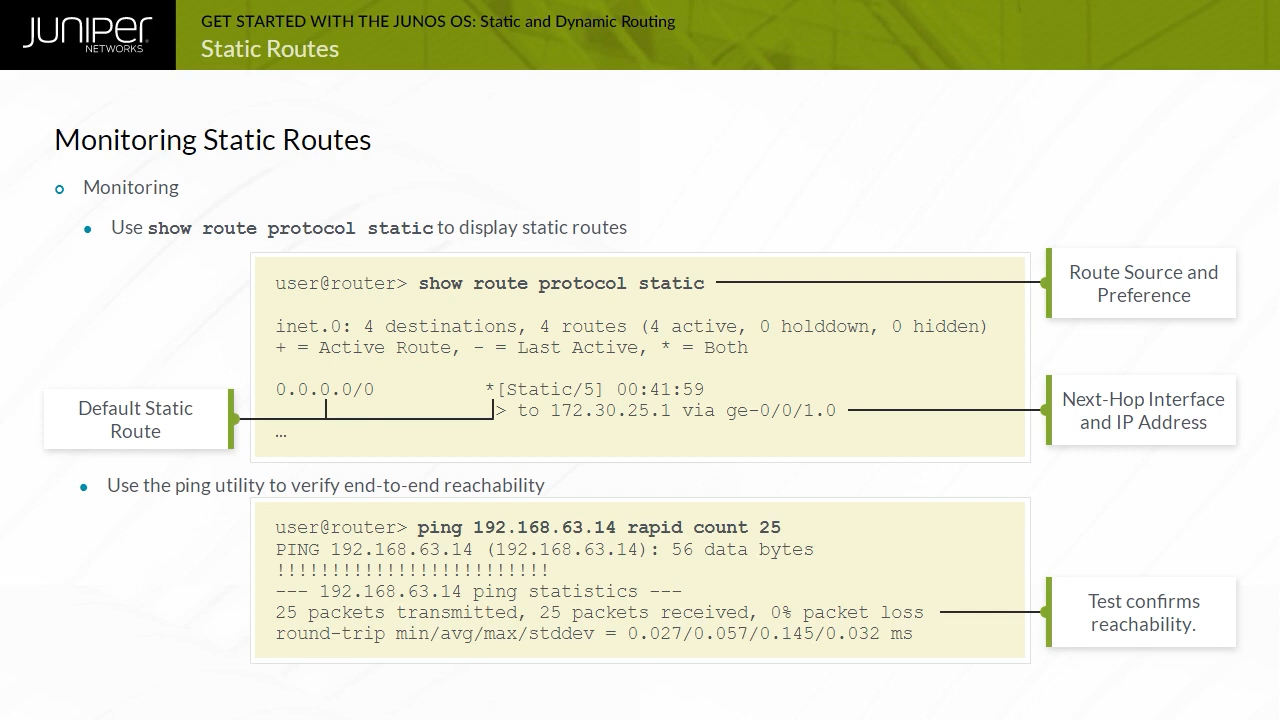 JUNIPER
NETWORKS
GET STARTED WITH THE JUNOS OS: Static and Dynamic Routing
Static Routes
Monitoring Static Routes
Monitoring
Use show route protocol static to display static routes
user@router> show route protocol static
Route Source and
Preference
inet.0: 4 destinations, 4 routes (4 active, 0 holddown, 0 hidden)
+ = Active Route, - = Last Active, * = Both
0.0.0.0/0 *[Static/5] 00:41:59
> to 172.30.25.1 via ge-0/0/1.0
…
Next-Hop Interface
and IP Address
Default Static
Route
Use the ping utility to verify end-to-end reachability
user@router> ping 192.168.63.14 rapid count 25
PING 192.168.63.14 (192.168.63.14): 56 data bytes
!!!!!!!!!!!!!!!!!!!!!!!!!
--- 192.168.63.14 ping statistics ---
25 packets transmitted, 25 packets received, 0% packet loss
round-trip min/avg/max/stddev = 0.027/0.057/0.145/0.032 ms
Test confirms
reachability.